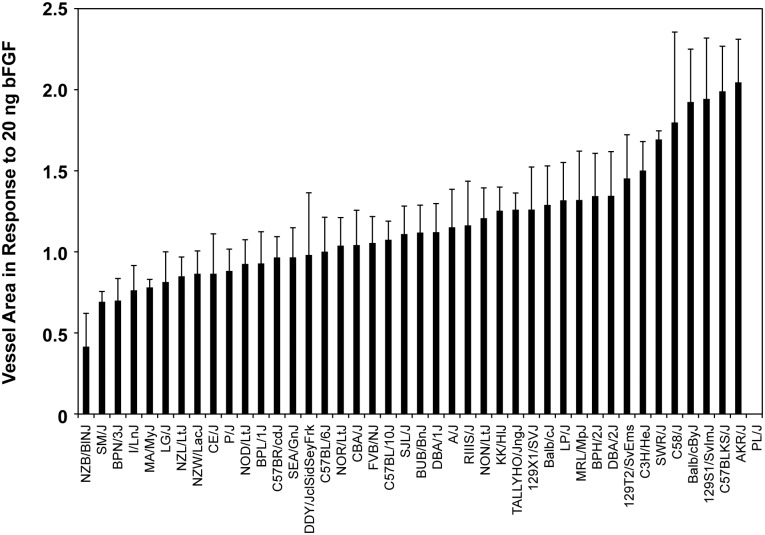 Vessel Area in Response to 20 ng bFGF
2.5
2.0
1.5
1.0
0.5
0
NZB/BINJ
SM/J
BPN/3J
I/LnJ
MA/MyJ
LG/J
NZL/LtJ
NZW/LacJ
CE/J
P/J
NOD/LtJ
BPL/1J
C57BR/cdJ
SEA/GnJ
DDY/JclSidSeyFrk
C57BL/6J
NOR/LtJ
CBA/J
FVB/NJ
C57BL/10J
SJL/J
BUB/BnJ
DBA/1J
A/J
RIIIS/J
NON/LtJ
KK/HlJ
TALLYHO/JngJ
129X1/SVJ
Balb/cJ
LP/J
MRL/MpJ
BPH/2J
DBA/2J
129T2/SvEms
C3H/HeJ
SWR/J
C58/J
Balb/cByJ
129S1/SvImJ
C57BLKS/J
AKR/J
PL/J